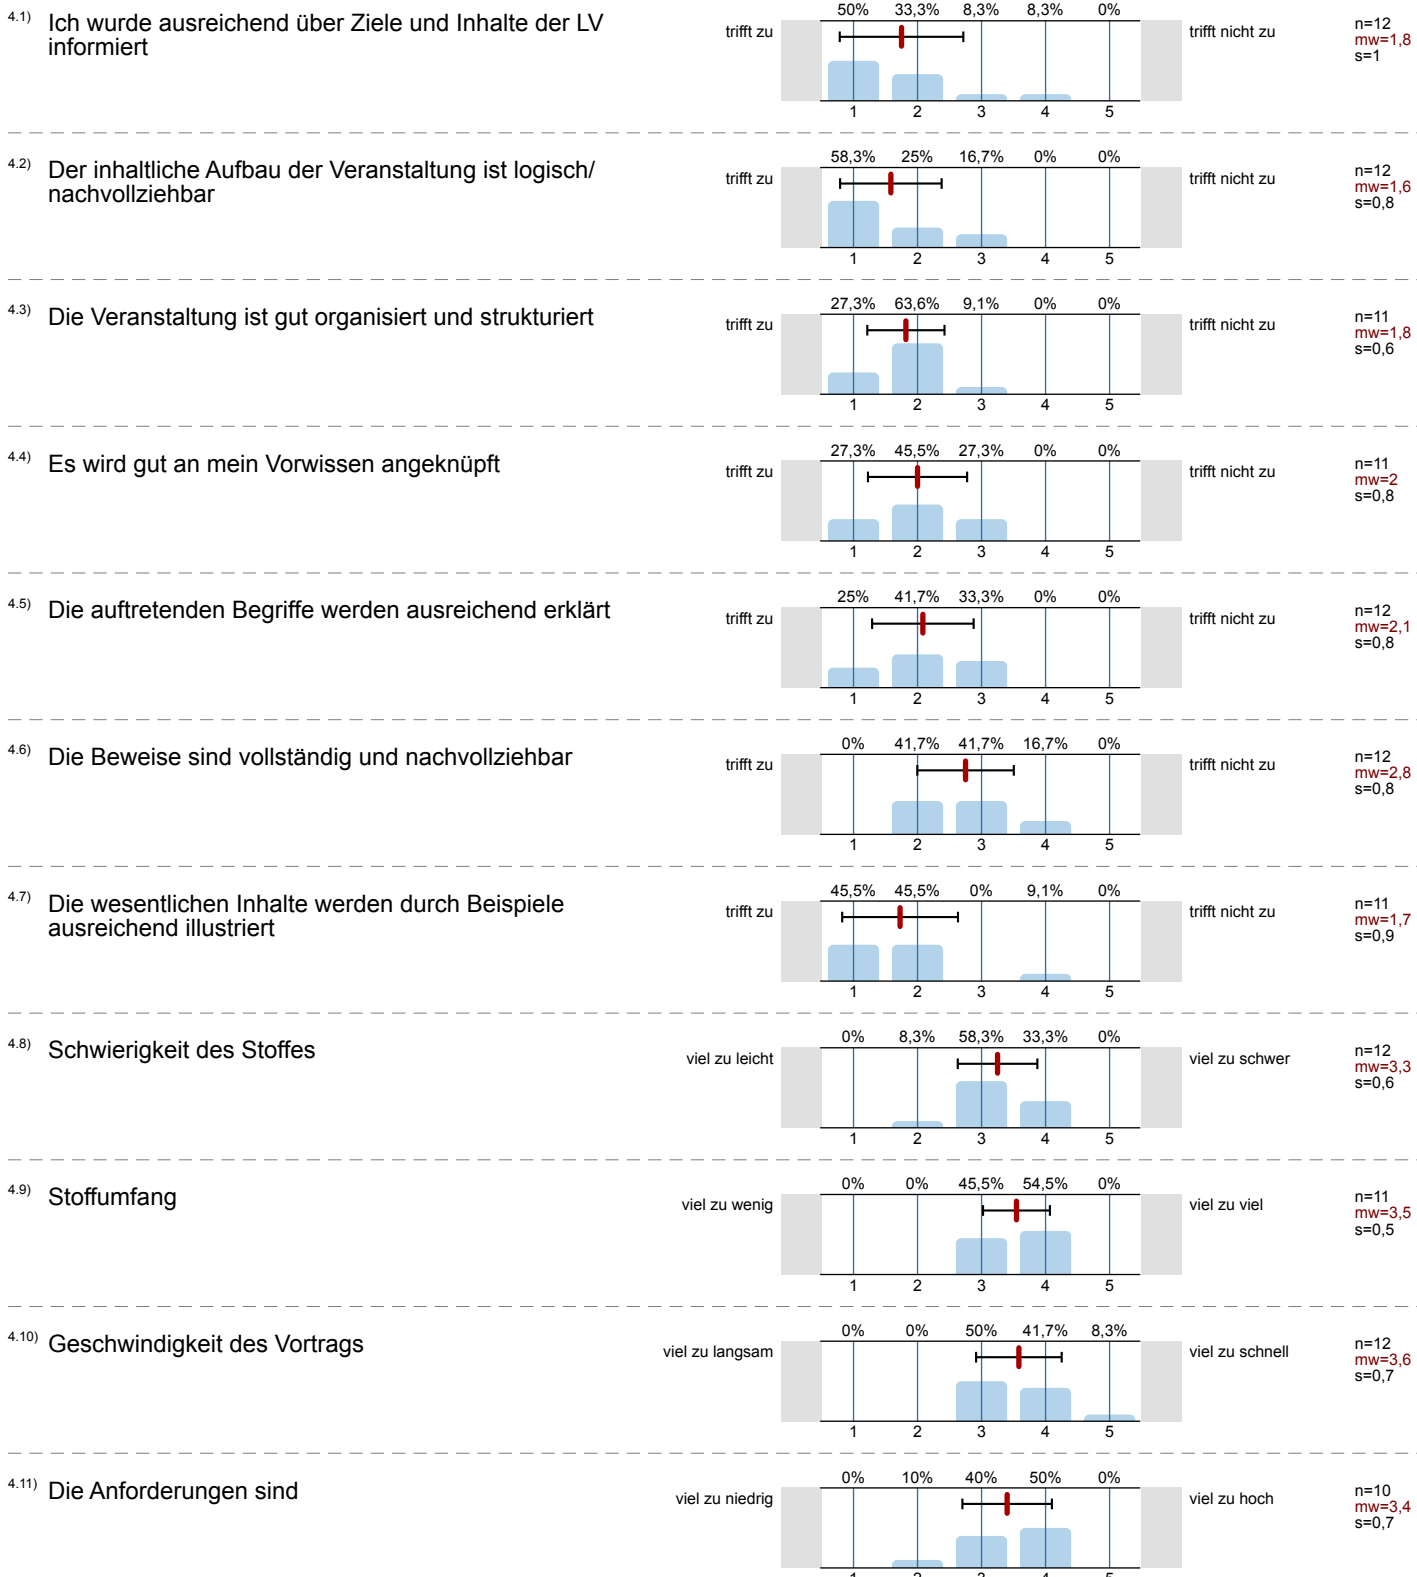 4.1) Ich wurde ausreichend über Ziele und Inhalte der LV
informiert
50% 33,3% 8,3% 8,3% 0%
trifft zu trifft nicht zu
n=12
mw=1,8
s=1
1 2 3 4 5
4.2) Der inhaltliche Aufbau der Veranstaltung ist logisch/
nachvollziehbar
58,3% 25% 16,7% 0% 0%
trifft zu trifft nicht zu
n=12
mw=1,6
s=0,8
1 2 3 4 5
4.3) Die Veranstaltung ist gut organisiert und strukturiert
27,3% 63,6% 9,1% 0% 0%
trifft zu trifft nicht zu
n=11
mw=1,8
s=0,6
1 2 3 4 5
4.4) Es wird gut an mein Vorwissen angeknüpft
27,3% 45,5% 27,3% 0% 0%
trifft zu trifft nicht zu
n=11
mw=2
s=0,8
1 2 3 4 5
4.5) Die auftretenden Begriffe werden ausreichend erklärt
25% 41,7% 33,3% 0% 0%
trifft zu trifft nicht zu
n=12
mw=2,1
s=0,8
1 2 3 4 5
4.6) Die Beweise sind vollständig und nachvollziehbar
0% 41,7% 41,7% 16,7% 0%
trifft zu trifft nicht zu
n=12
mw=2,8
s=0,8
1 2 3 4 5
4.7) Die wesentlichen Inhalte werden durch Beispiele
ausreichend illustriert
45,5% 45,5% 0% 9,1% 0%
trifft zu trifft nicht zu
n=11
mw=1,7
s=0,9
1 2 3 4 5
4.8) Schwierigkeit des Stoffes
0% 8,3% 58,3% 33,3% 0%
viel zu leicht viel zu schwer
n=12
mw=3,3
s=0,6
1 2 3 4 5
4.9) Stoffumfang
0% 0% 45,5% 54,5% 0%
viel zu wenig viel zu viel
n=11
mw=3,5
s=0,5
1 2 3 4 5
4.10) Geschwindigkeit des Vortrags
0% 0% 50% 41,7% 8,3%
viel zu langsam viel zu schnell
n=12
mw=3,6
s=0,7
1 2 3 4 5
4.11) Die Anforderungen sind
0% 10% 40% 50% 0%
viel zu niedrig viel zu hoch
n=10
mw=3,4
s=0,7
1 2 3 4 5